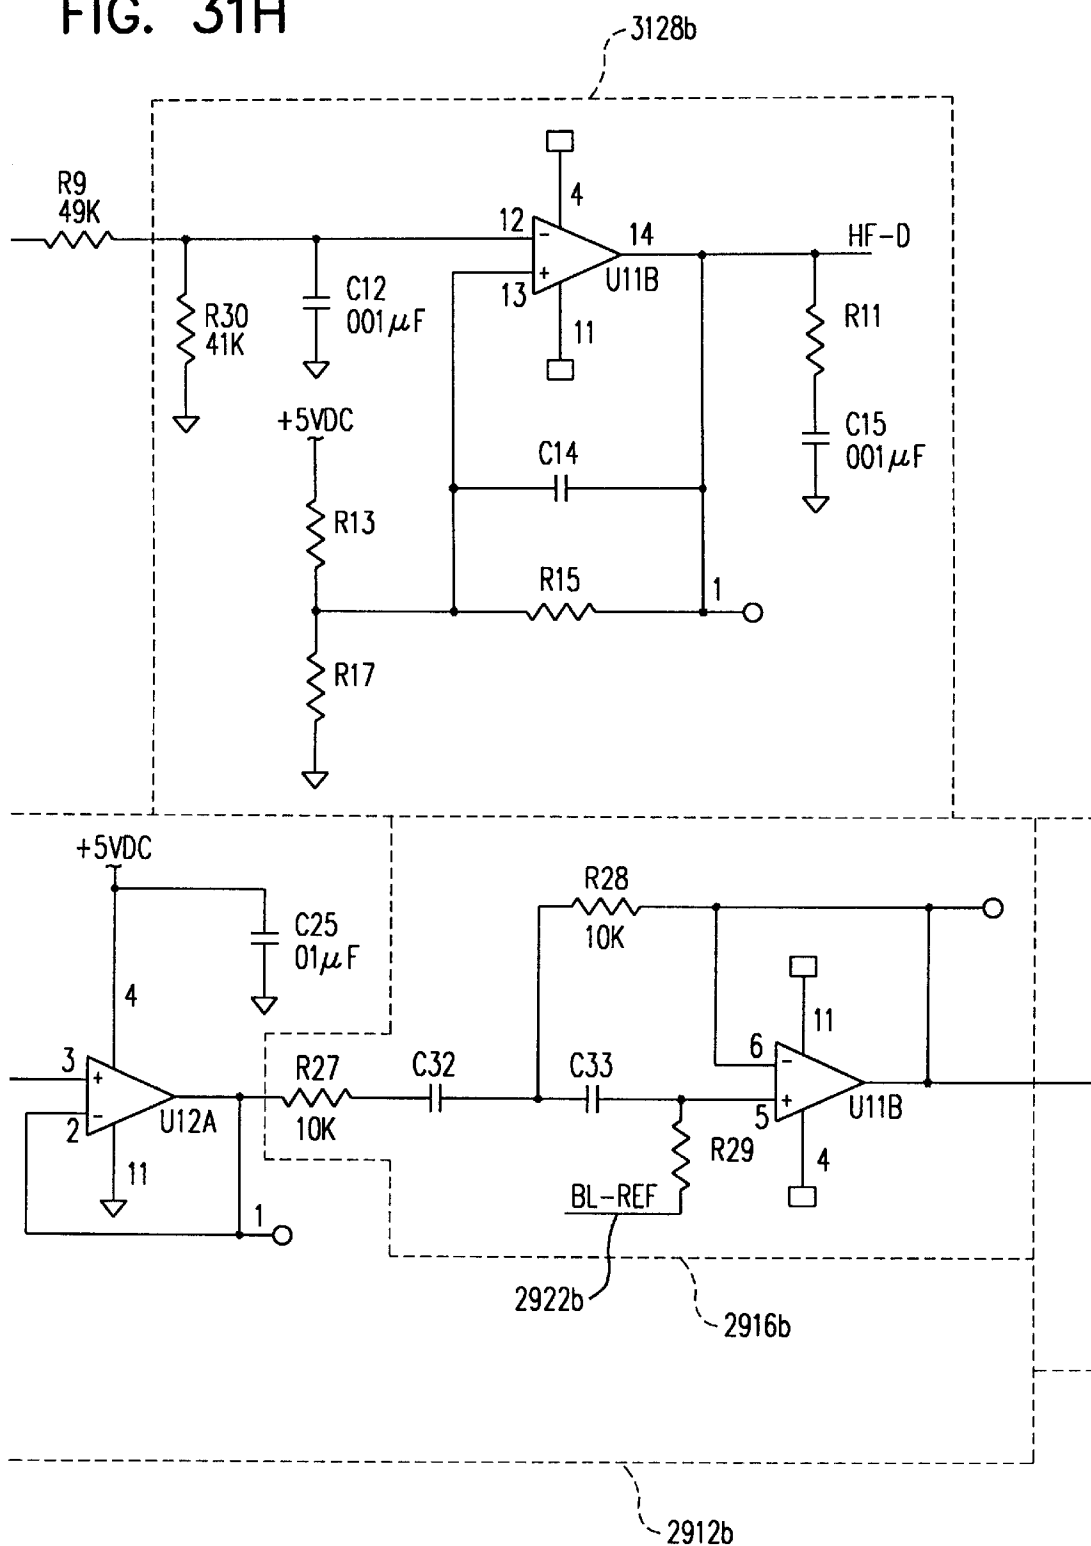 FIG. 31H
3128b
R9
49K
4
12
-
14
HF-D
+
13
U11B
C12
001μF
R30
41K
11
R11
+5VDC
C15
001μF
C14
R13
R15
1
R17
+5VDC
R28
10K
C25
01μF
4
11
3
+
R27
10K
C32
C33
6
-
-
2
U12A
5
+
U11B
11
R29
4
1
BL-REF
2922b
2916b
2912b